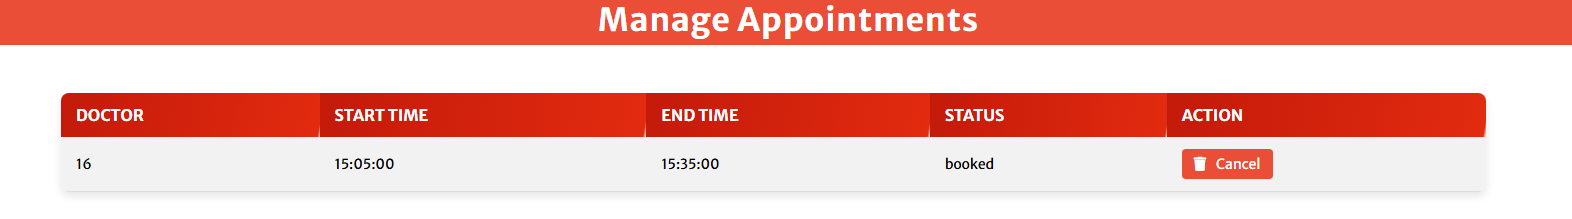 Manage Appointments
DOCTOR START TIME END TIME STATUS ACTION
16 15:05:00 15:35:00 booked Cancel